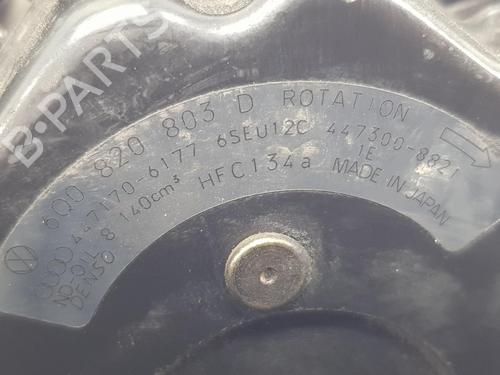 B-PARTS
6Q0 820 803 D ROTATION
447170-6177 6SEU12C 447300-8821
ND-OIL 8 140cm³ HFC134a 1E
DENSO MADE IN JAPAN